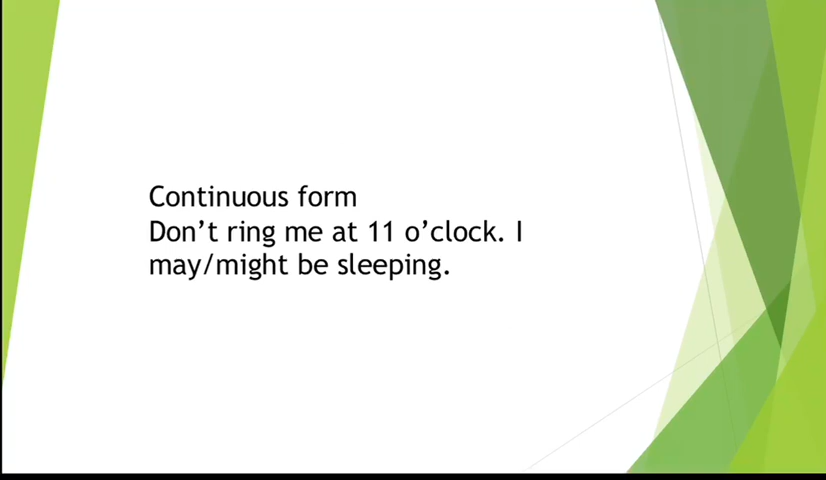 Continuous form
Don’t ring me at 11 o’clock. I
may/might be sleeping.